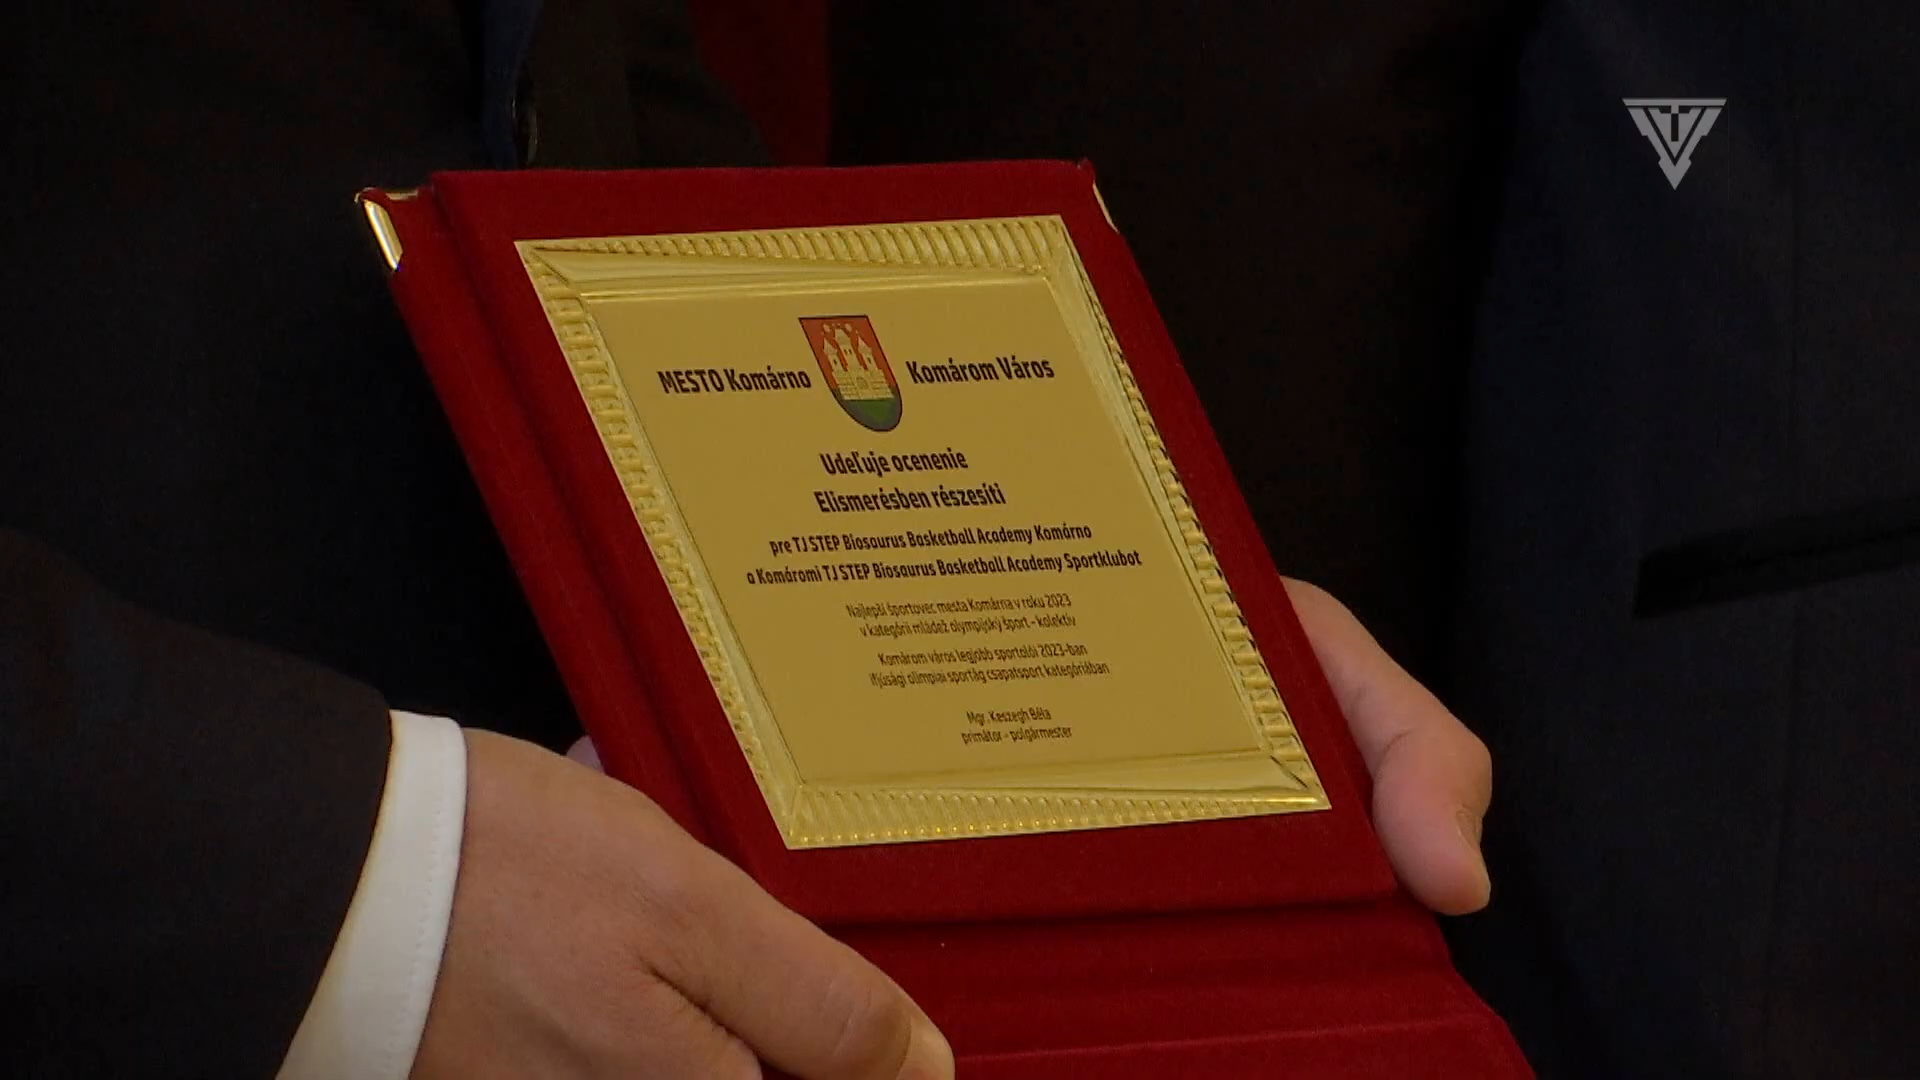 MESTO Komárno Komárom Város
Udeľuje ocenenie
Elismerésben részesíti
pre TJ STEP Biosaurus Basketball Academy Komárno
a Komáromi TJ STEP Biosaurus Basketball Academy Sportklubot
Najlepší športovec mesta Komárna v roku 2023
v kategórii mládež olympijský šport - kolektív
Komárom város legjobb sportolói 2023-ban
ifjúsági olimpiai sportág csapatsport kategóriában
Mgr. Keszegh Béla
primátor - polgármester